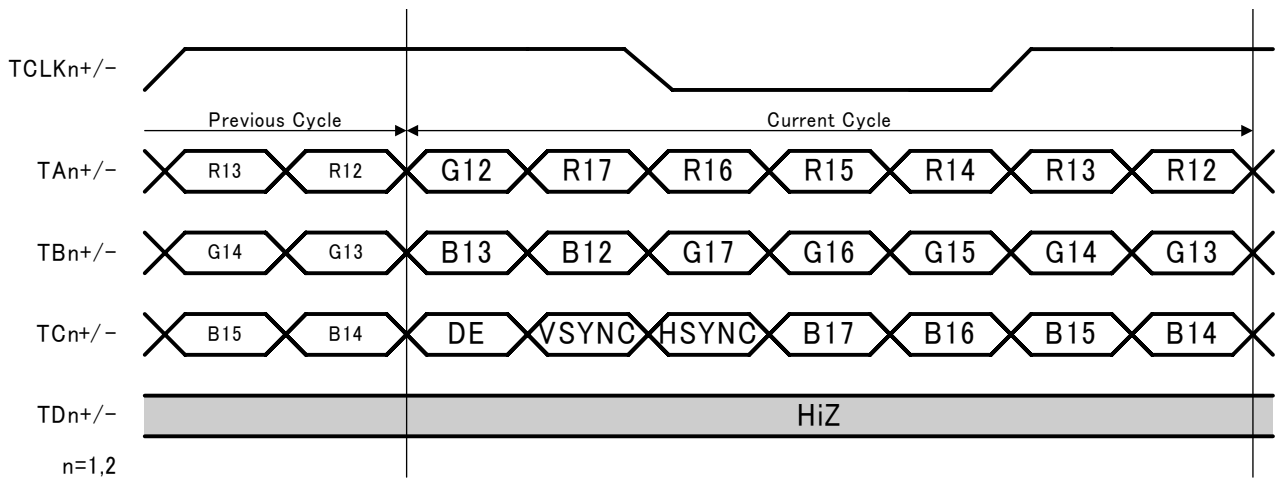 TCLKn+/-
Previous Cycle Current Cycle
TAn+/- R13 R12 G12 R17 R16 R15 R14 R13 R12
TBn+/- G14 G13 B13 B12 G17 G16 G15 G14 G13
TCn+/- B15 B14 DE VSYNC HSYNC B17 B16 B15 B14
TDn+/- HiZ
n=1,2